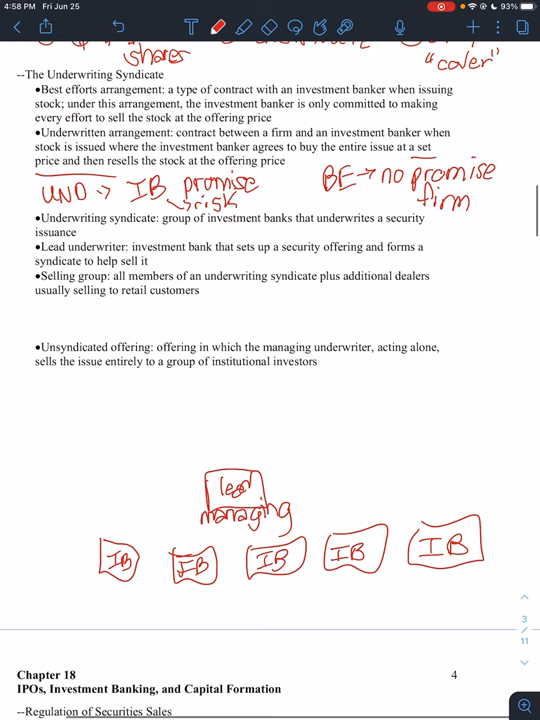 4:58 PM Fri Jun 25
93%
shares
"cover"
--The Underwriting Syndicate
•Best efforts arrangement: a type of contract with an investment banker when issuing
stock; under this arrangement, the investment banker is only committed to making
every effort to sell the stock at the offering price
•Underwritten arrangement: contract between a firm and an investment banker when
stock is issued where the investment banker agrees to buy the entire issue at a set
price and then resells the stock at the offering price
UND -> IB promise
↳risk
BE → no promise
firm
•Underwriting syndicate: group of investment banks that underwrites a security
issuance
•Lead underwriter: investment bank that sets up a security offering and forms a
syndicate to help sell it
•Selling group: all members of an underwriting syndicate plus additional dealers
usually selling to retail customers
•Unsyndicated offering: offering in which the managing underwriter, acting alone,
sells the issue entirely to a group of institutional investors
lead
managing
IB IB IB IB IB
3
/
11
Chapter 18 4
IPOs, Investment Banking, and Capital Formation
--Regulation of Securities Sales